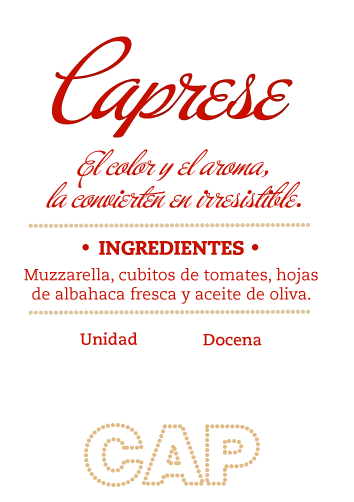 Caprese
El color y el aroma,
la convierten en irresistible.
• INGREDIENTES •
Muzzarella, cubitos de tomates, hojas
de albahaca fresca y aceite de oliva.
Unidad Docena
CAP